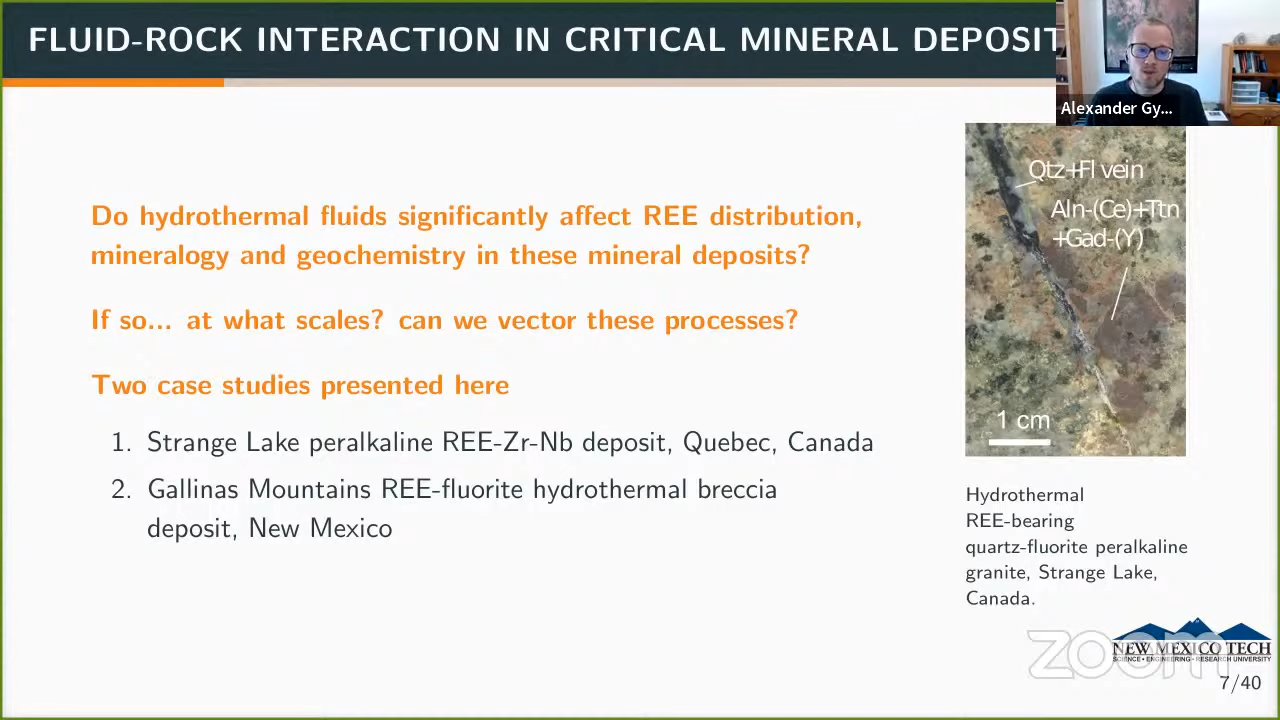 FLUID-ROCK INTERACTION IN CRITICAL MINERAL DEPOSIT
Alexander Gy...
Do hydrothermal fluids significantly affect REE distribution,
mineralogy and geochemistry in these mineral deposits?
If so... at what scales? can we vector these processes?
Two case studies presented here
1. Strange Lake peralkaline REE-Zr-Nb deposit, Quebec, Canada
2. Gallinas Mountains REE-fluorite hydrothermal breccia
deposit, New Mexico
Qtz+Fl vein
Aln-(Ce)+Ttn
+Gad-(Y)
1 cm
Hydrothermal
REE-bearing
quartz-fluorite peralkaline
granite, Strange Lake,
Canada.
zoom
NEW MEXICO TECH
SCIENCE • ENGINEERING • RESEARCH UNIVERSITY
7/40